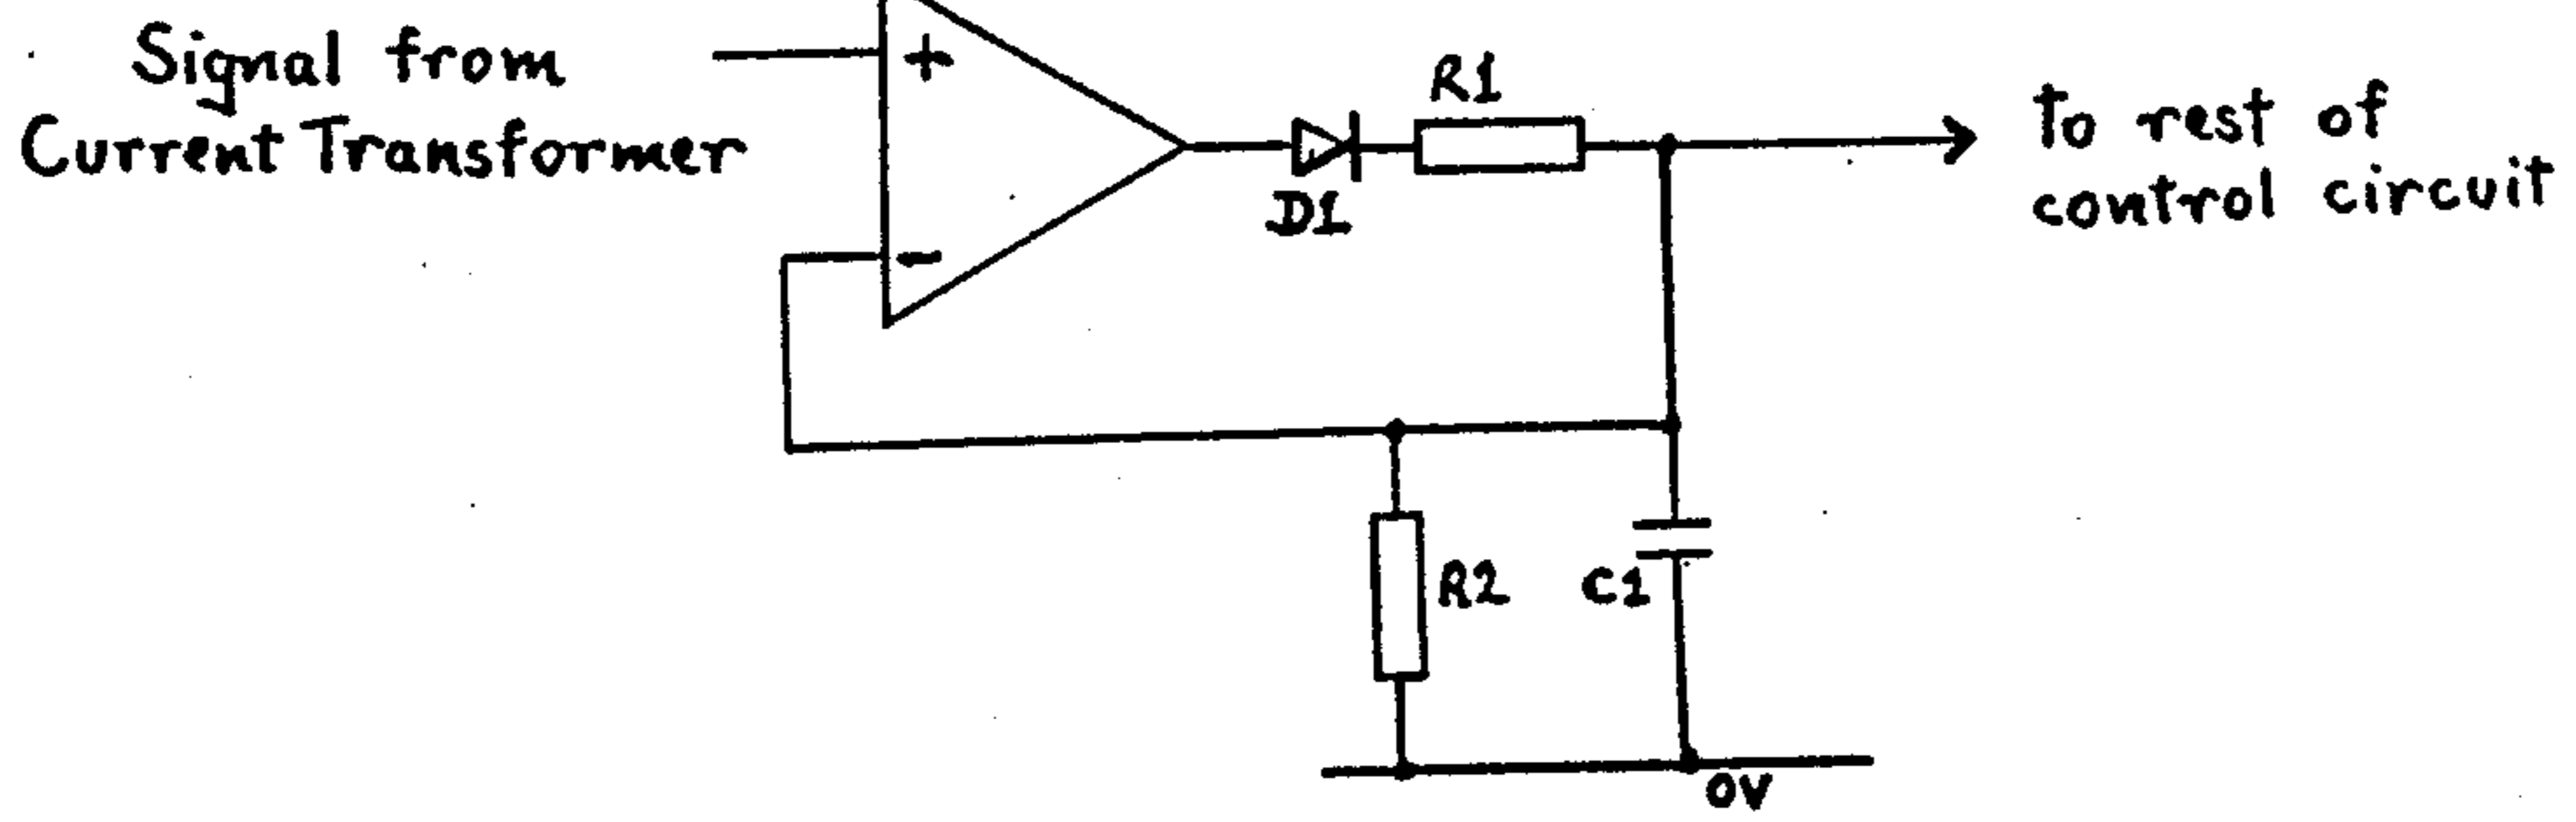 Signal from
Current Transformer
+
-
D1
R1
To rest of
control circuit
R2
C1
0V